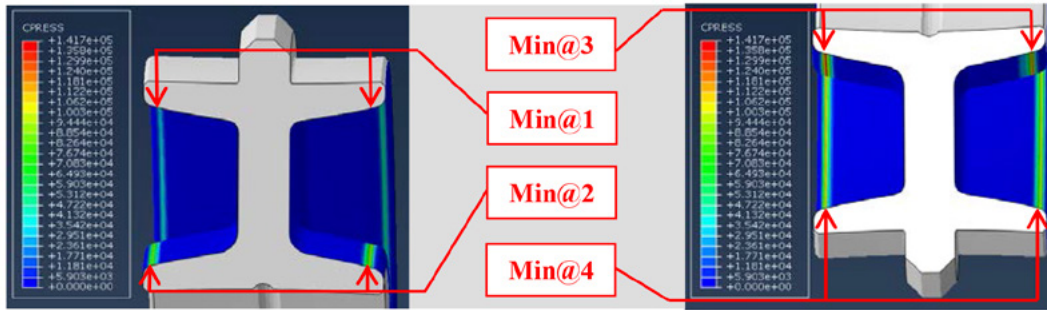 CPRESS
+1.417e+05
+1.358e+05
+1.299e+05
+1.240e+05
+1.181e+05
+1.122e+05
+1.062e+05
+1.003e+05
+9.444e+04
+8.854e+04
+8.264e+04
+7.674e+04
+7.083e+04
+6.493e+04
+5.903e+04
+5.312e+04
+4.722e+04
+4.132e+04
+3.542e+04
+2.951e+04
+2.361e+04
+1.771e+04
+1.181e+04
+5.903e+03
+0.000e+00
Min@3
Min@1
Min@2
Min@4
CPRESS
+1.417e+05
+1.358e+05
+1.299e+05
+1.240e+05
+1.181e+05
+1.122e+05
+1.062e+05
+1.003e+05
+9.444e+04
+8.854e+04
+8.264e+04
+7.674e+04
+7.083e+04
+6.493e+04
+5.903e+04
+5.312e+04
+4.722e+04
+4.132e+04
+3.542e+04
+2.951e+04
+2.361e+04
+1.771e+04
+1.181e+04
+5.903e+03
+0.000e+00